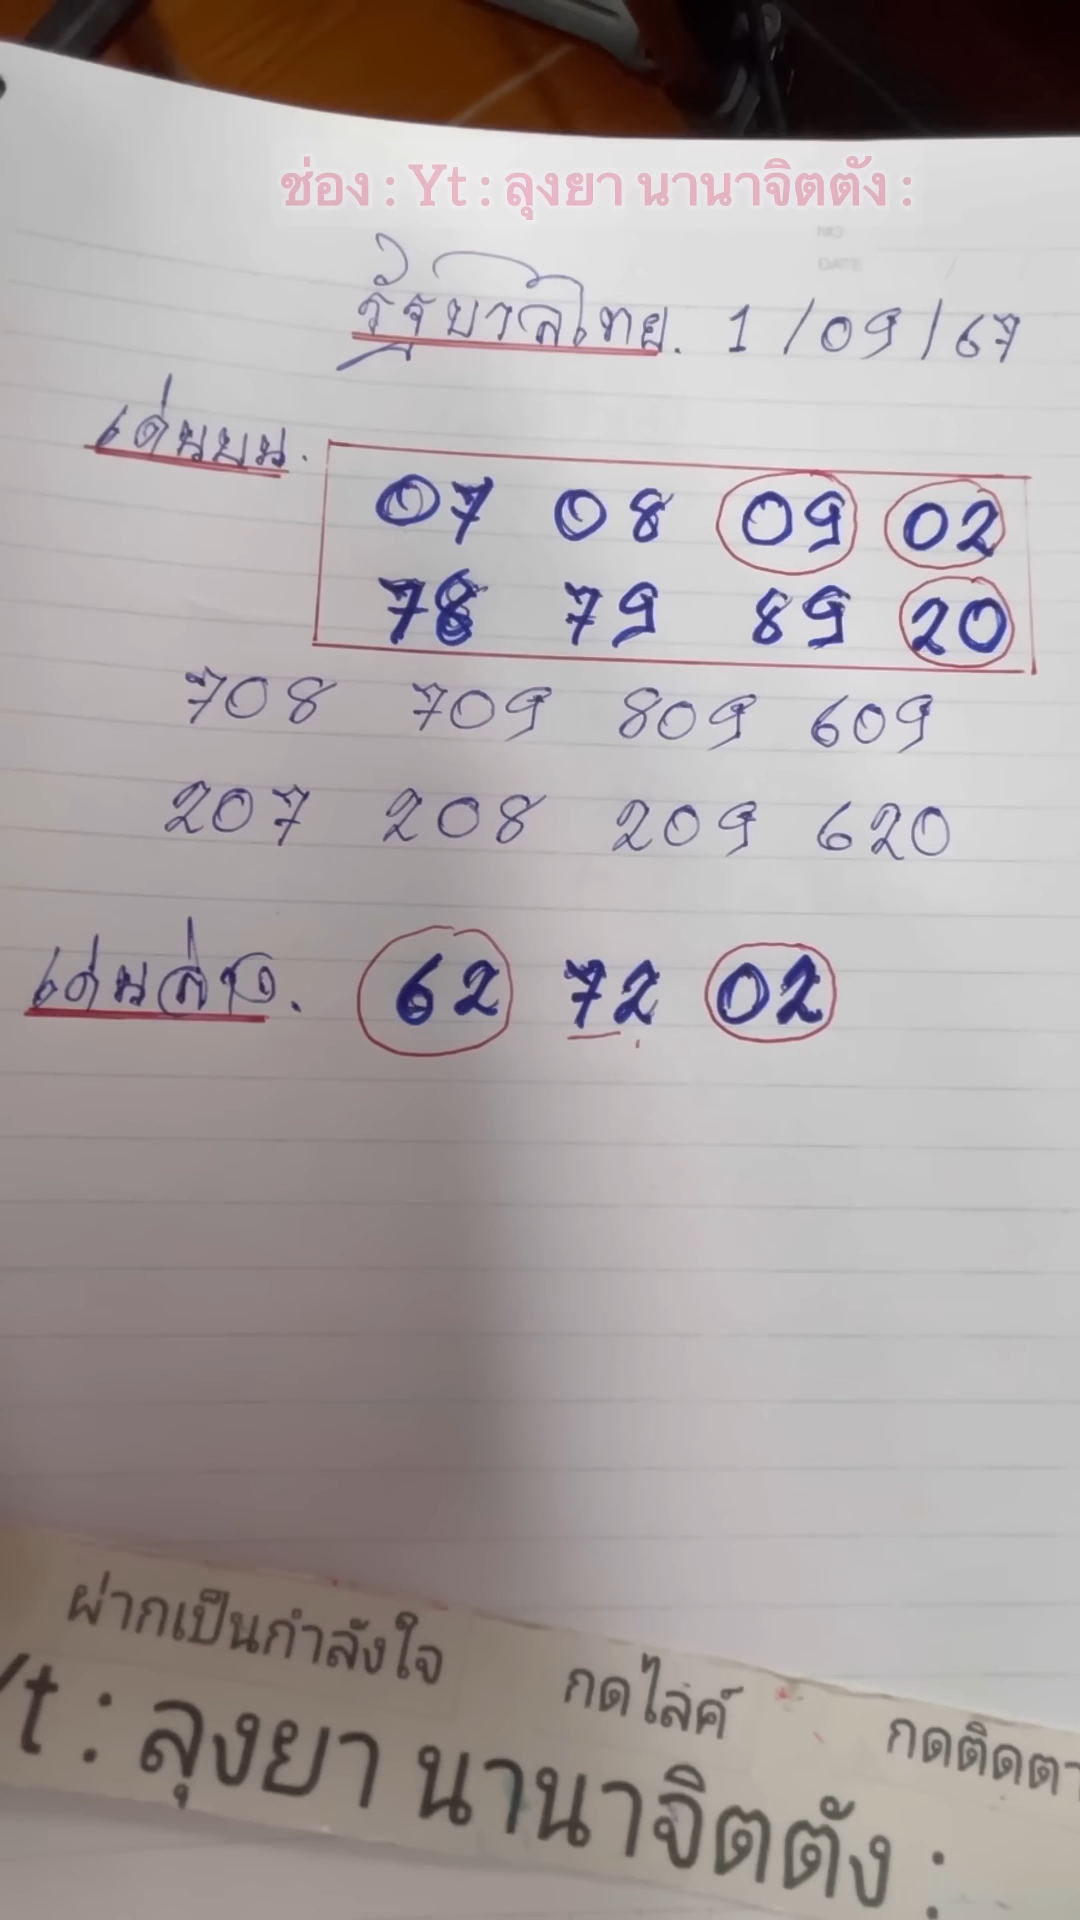 ช่อง : Yt : ลุงยา นานาจิตตัง :
NO
DATE
รัฐบาลไทย. 1/09/67
เด่นบน.
07 08 09 02
78 79 89 20
708 709 809 609
207 208 209 620
เด่นล่าง. 62 72 02
ฝากเป็นกำลังใจ กดไลค์ กดติดตา
Yt : ลุงยา นานาจิตตัง :